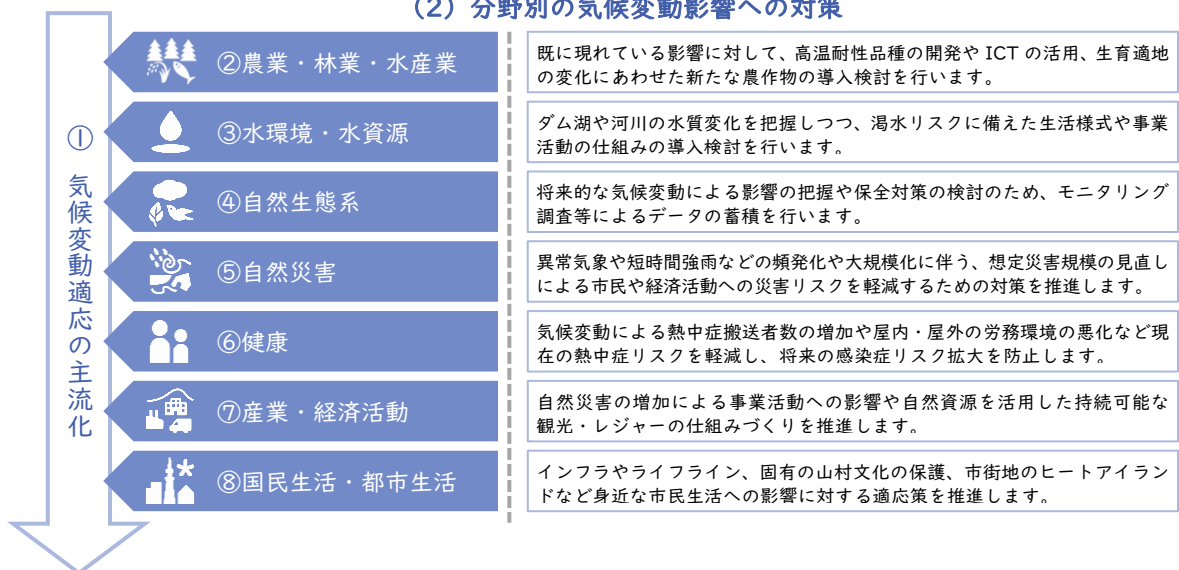 （2）分野別の気候変動影響への対策
① 気候変動適応の主流化
②農業・林業・水産業
既に現れている影響に対して、高温耐性品種の開発や ICT の活用、生育適地
の変化にあわせた新たな農作物の導入検討を行います。
③水環境・水資源
ダム湖や河川の水質変化を把握しつつ、渇水リスクに備えた生活様式や事業
活動の仕組みの導入検討を行います。
④自然生態系
将来的な気候変動による影響の把握や保全対策の検討のため、モニタリング
調査等によるデータの蓄積を行います。
⑤自然災害
異常気象や短時間強雨などの頻発化や大規模化に伴う、想定災害規模の見直し
による市民や経済活動への災害リスクを軽減するための対策を推進します。
⑥健康
気候変動による熱中症搬送者数の増加や屋内・屋外の労務環境の悪化など現
在の熱中症リスクを軽減し、将来の感染症リスク拡大を防止します。
⑦産業・経済活動
自然災害の増加による事業活動への影響や自然資源を活用した持続可能な
観光・レジャーの仕組みづくりを推進します。
⑧国民生活・都市生活
インフラやライフライン、固有の山村文化の保護、市街地のヒートアイラン
ドなど身近な市民生活への影響に対する適応策を推進します。